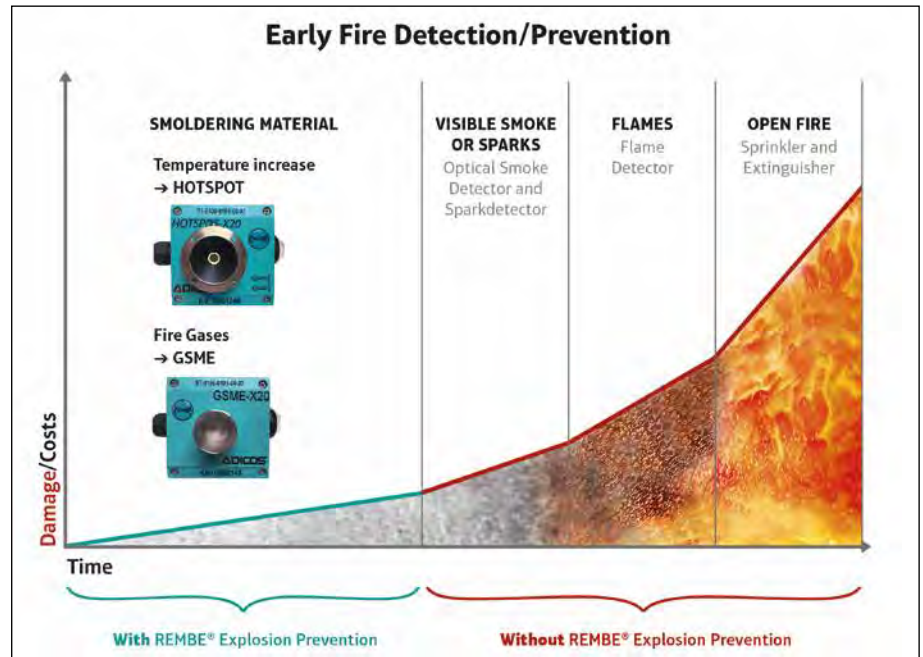 Early Fire Detection/Prevention
SMOLDERING MATERIAL
Temperature increase
→ HOTSPOT
HOTSPOT-X20
Fire Gases
→ GSME
GSME-X20
ADICOS
VISIBLE SMOKE
OR SPARKS
Optical Smoke
Detector and
Sparkdetector
FLAMES
Flame
Detector
OPEN FIRE
Sprinkler and
Extinguisher
Damage/Costs
Time
With REMBE® Explosion Prevention
Without REMBE® Explosion Prevention